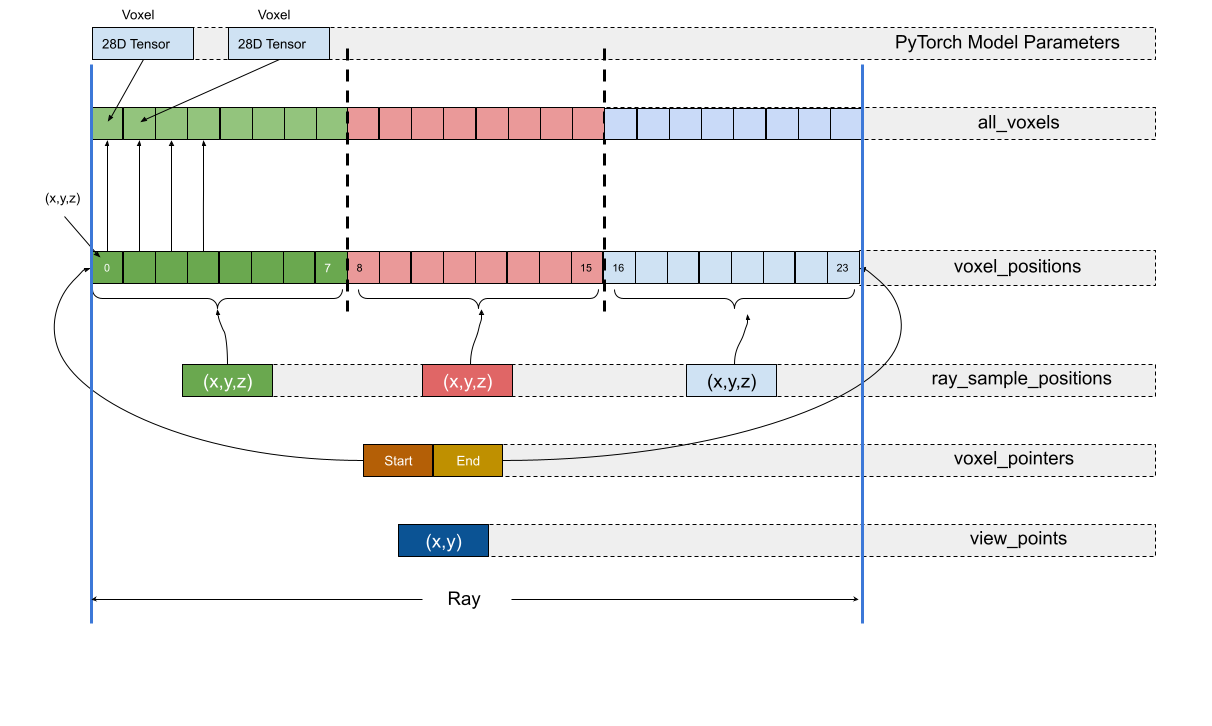 Voxel
Voxel
28D Tensor
28D Tensor
PyTorch Model Parameters
all_voxels
(x,y,z)
0
7
8
15
16
23
voxel_positions
(x,y,z)
(x,y,z)
(x,y,z)
ray_sample_positions
Start
End
voxel_pointers
(x,y)
view_points
Ray